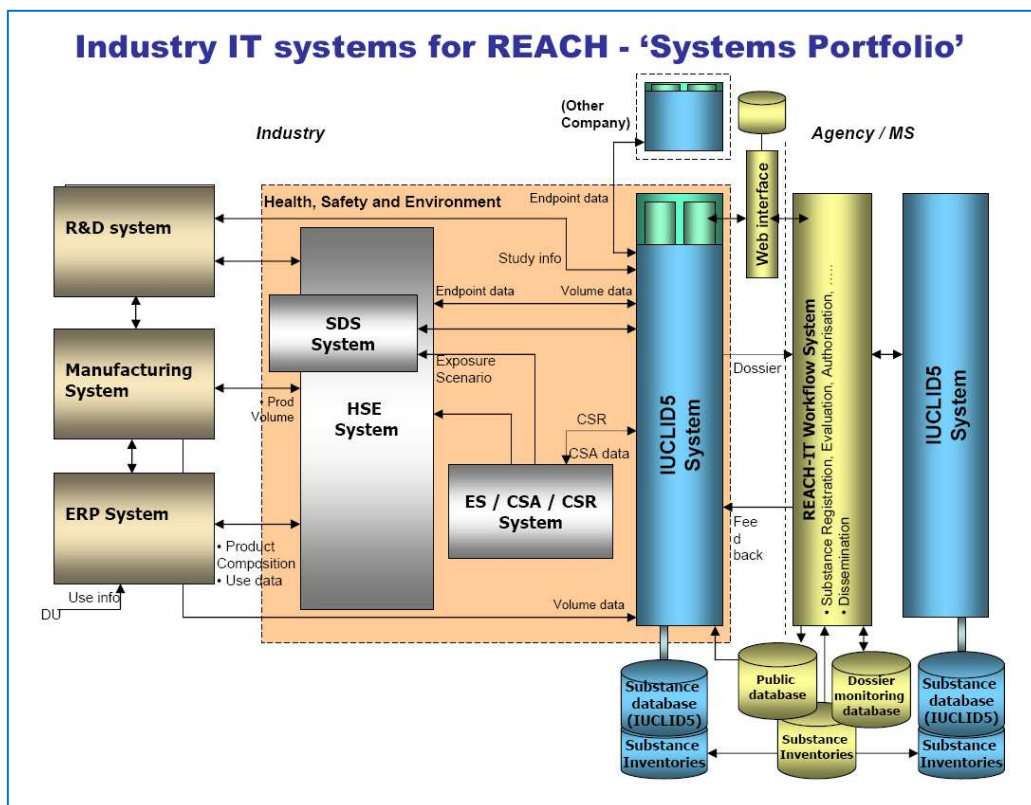 Industry IT systems for REACH - ‘Systems Portfolio’
(Other
Company)
Industry
Agency / MS
Web interface
Health, Safety and Environment
Endpoint data
R&D system
Study info
Endpoint data
Volume data
SDS
System
Manufacturing
System
Exposure
Scenario
Dossier
• Prod
Volume
HSE
System
CSR
CSA data
IUCLID5
System
REACH-IT Workflow System
• Substance Registration, Evaluation, Authorisation, .....
• Dissemination
IUCLID5
System
ERP System
ES / CSA / CSR
System
Fee
d
back
• Product
Composition
• Use data
Use info
DU
Volume data
Public
database
Dossier
monitoring
database
Substance
database
(IUCLID5)
Substance
Inventories
Substance
Inventories
Substance
database
(IUCLID5)
Substance
Inventories